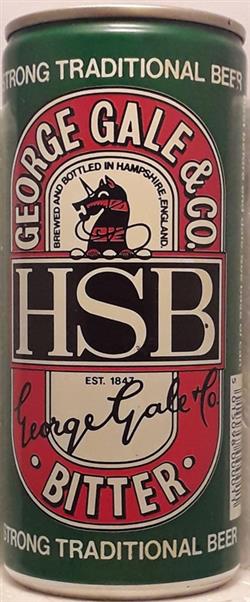 STRONG TRADITIONAL BEER
GEORGE GALE & CO.
BREWED AND BOTTLED IN HAMPSHIRE, ENGLAND.
HSB
EST. 1847
George Gale & Co.
• BITTER •
STRONG TRADITIONAL BEER